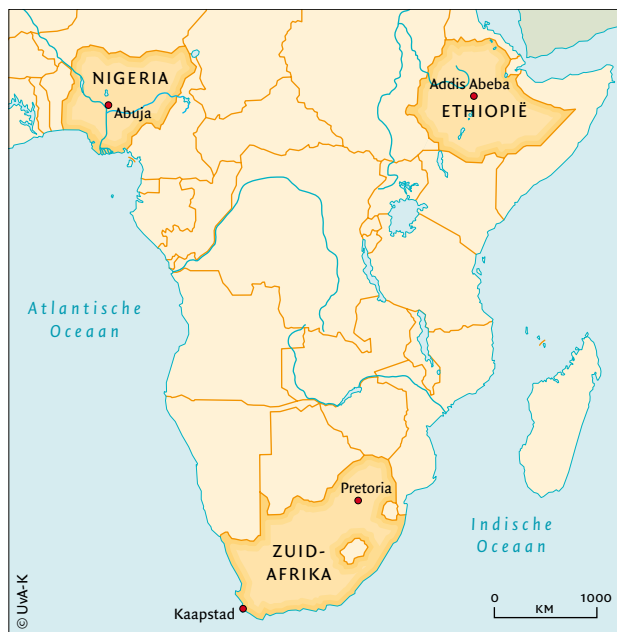 NIGERIA
Abuja
Addis Abeba
ETHIOPIË
Atlantische
Oceaan
Pretoria
ZUID-
AFRIKA
Kaapstad
Indische
Oceaan
0 1000
KM
© UvA-K